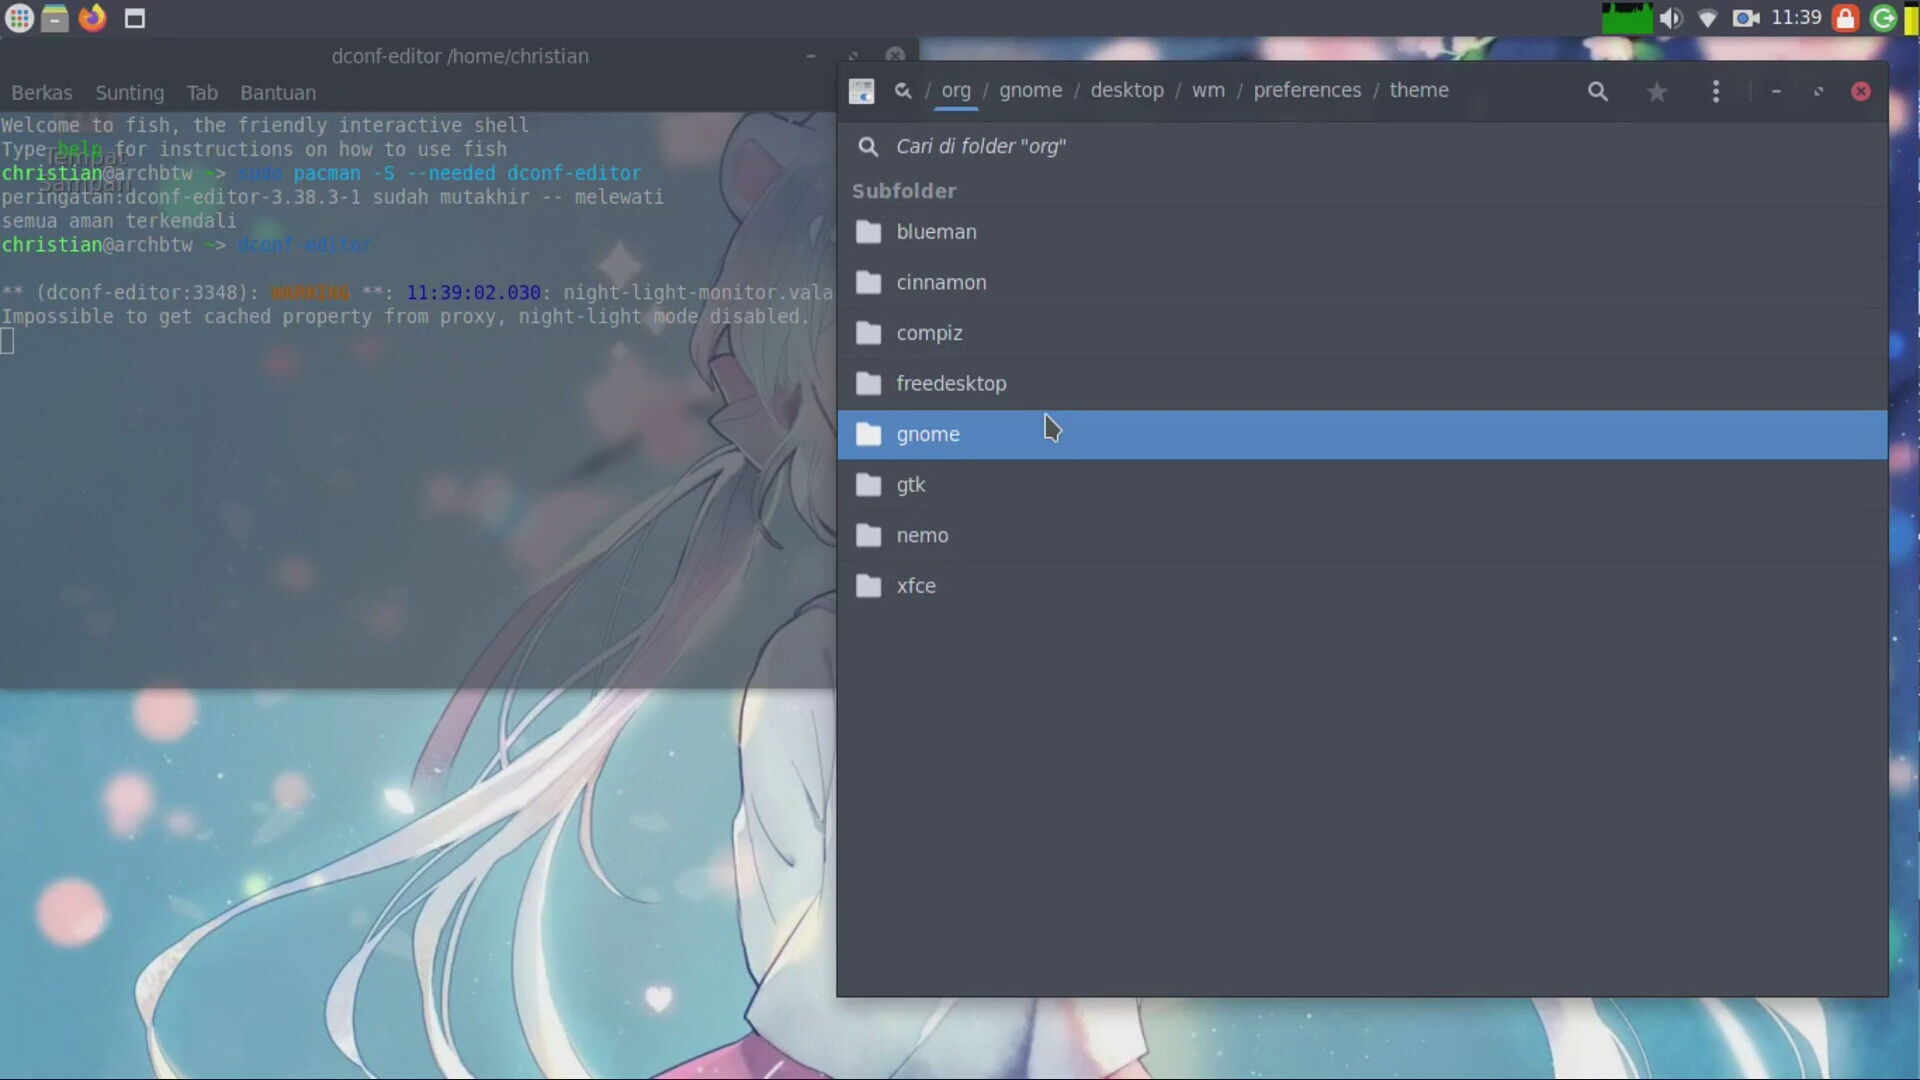 11:39
dconf-editor /home/christian
Berkas Sunting Tab Bantuan
Welcome to fish, the friendly interactive shell
Type help for instructions on how to use fish
Tempat
Sampah
christian@archbtw ~> sudo pacman -S --needed dconf-editor
peringatan:dconf-editor-3.38.3-1 sudah mutakhir -- melewati
semua aman terkendali
christian@archbtw ~> dconf-editor
** (dconf-editor:3348): WARNING **: 11:39:02.030: night-light-monitor.vala
Impossible to get cached property from proxy, night-light mode disabled.
/ org / gnome / desktop / wm / preferences / theme
Cari di folder "org"
Subfolder
blueman
cinnamon
compiz
freedesktop
gnome
gtk
nemo
xfce